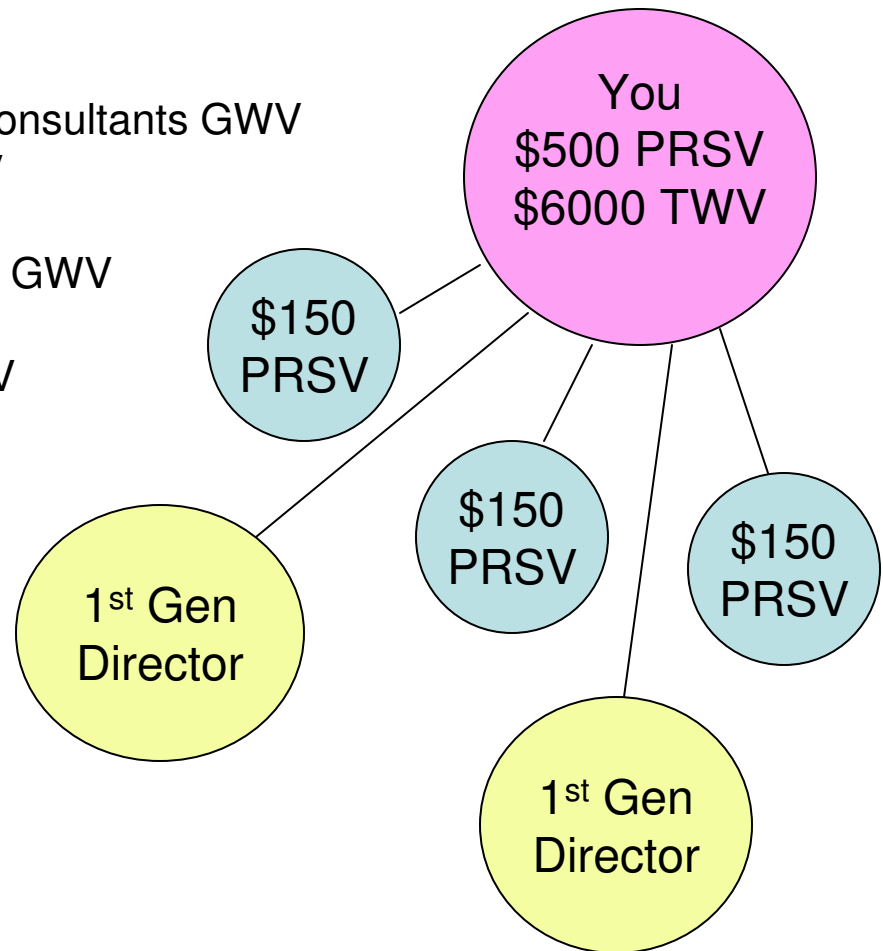 onsultants GWV
GWV
You
$500 PRSV
$6000 TWV
$150
PRSV
$150
PRSV
$150
PRSV
1st Gen
Director
1st Gen
Director